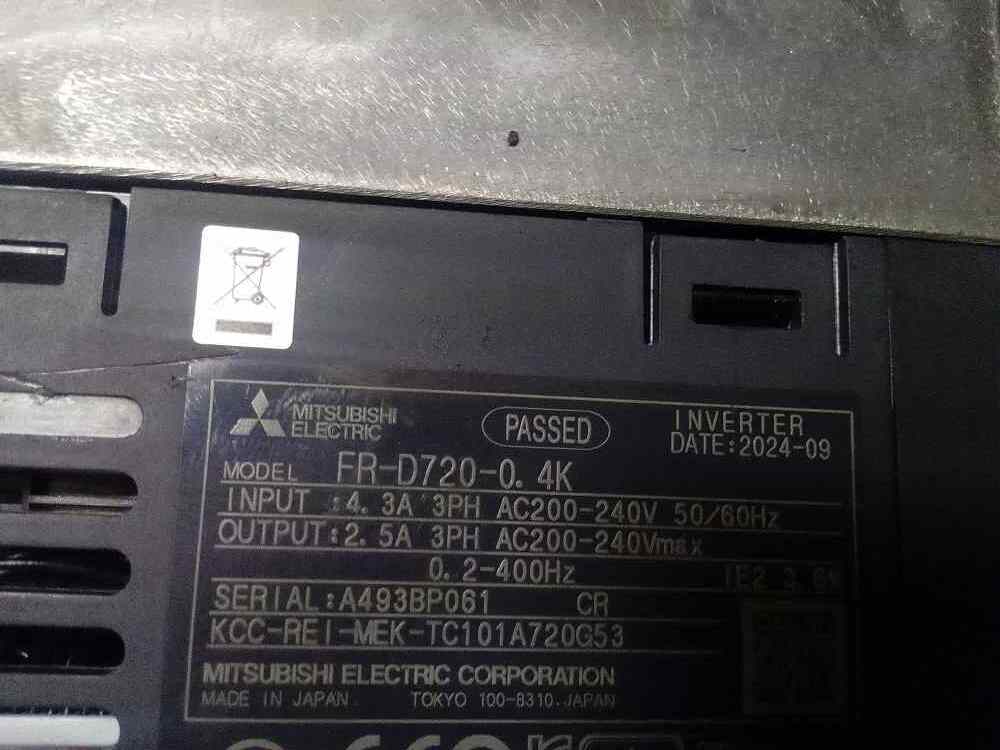 MITSUBISHI
ELECTRIC
PASSED
INVERTER
DATE:2024-09
MODEL FR-D720-0.4K
INPUT :4.3A 3PH AC200-240V 50/60Hz
OUTPUT:2.5A 3PH AC200-240Vmax
0.2-400Hz
SERIAL:A493BP061 CR
KCC-REI-MEK-TC101A720G53
MITSUBISHI ELECTRIC CORPORATION
MADE IN JAPAN TOKYO 100-8310.JAPAN